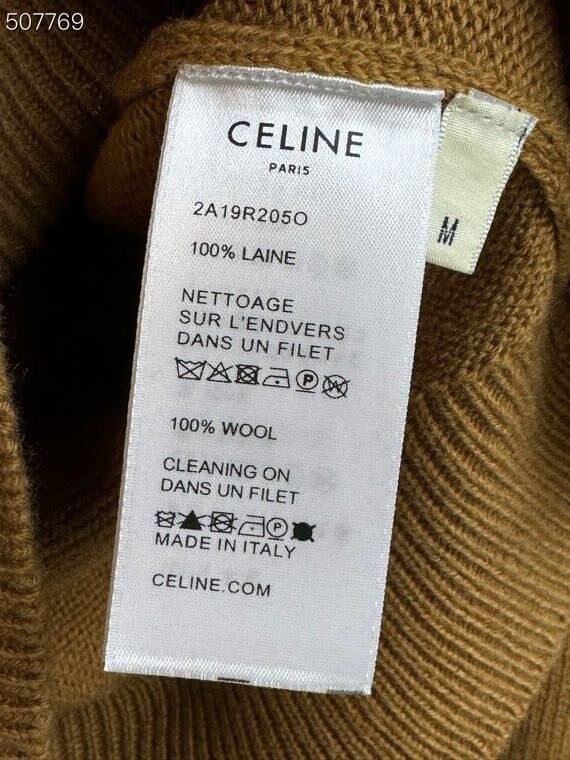 507769
CELINE
PARIS
2A19R205O
100% LAINE
NETTOAGE
SUR L'ENDVERS
DANS UN FILET
100% WOOL
CLEANING ON
DANS UN FILET
MADE IN ITALY
CELINE.COM
M